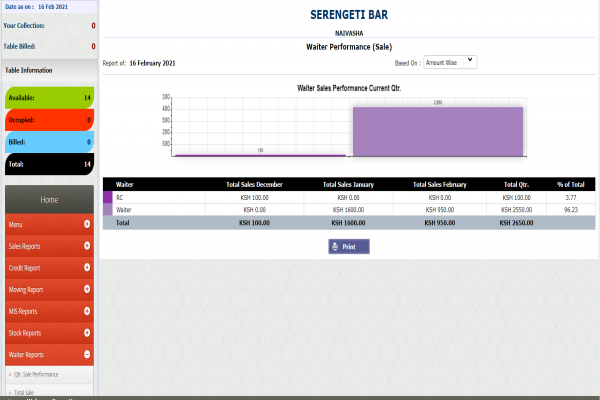 Date as on : 16 Feb 2021
Your Collection: 0
Table Billed: 0
Table Information
Available: 14
Occupied: 0
Billed: 0
Total: 14
Home
Menu
Sales Reports
Credit Report
Moving Report
MIS Reports
Stock Reports
Waiter Reports
Qtr. Sale Performance
Total Sale
SERENGETI BAR
NAIVASHA
Waiter Performance (Sale)
Report of: 16 February 2021
Based On : Amount Wise
Waiter Sales Performance Current Qtr.
500
400
300
200
100
2,550
Waiter Total Sales December Total Sales January Total Sales February Total Qtr. % of Total
RC KSH 100.00 KSH 0.00 KSH 0.00 KSH 100.00 3.77
Waiter KSH 0.00 KSH 1600.00 KSH 950.00 KSH 2550.00 96.23
Total KSH 100.00 KSH 1600.00 KSH 950.00 KSH 2650.00
Print